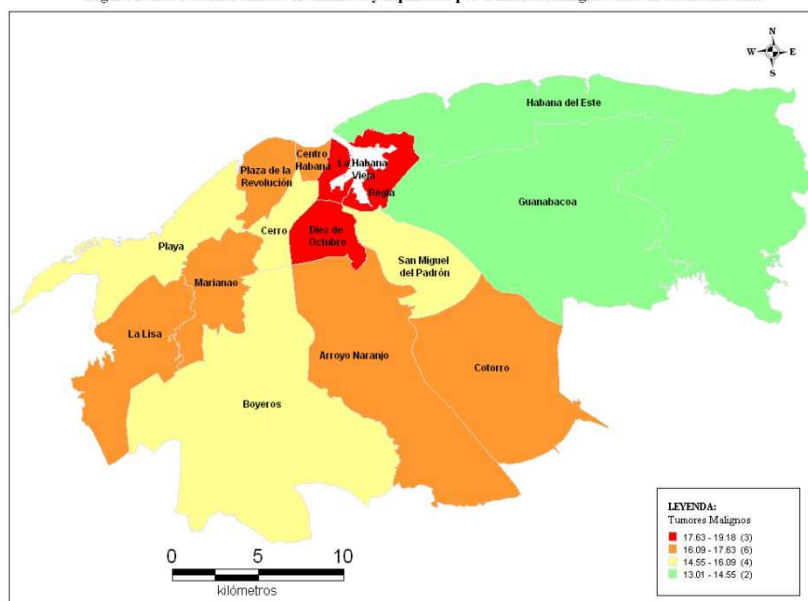 N
W E
S
Habana del Este
Centro
Habana
La Habana
Vieja
Plaza de la
Revolución
Regla
Guanabacoa
Diez de
Octubre
Cerro
Playa
San Miguel
del Padrón
Marianao
La Lisa
Arroyo Naranjo
Cotorro
Boyeros
LEYENDA:
Tumores Malignos
17.63 - 19.18 (3)
16.09 - 17.63 (6)
14.55 - 16.09 (4)
13.01 - 14.55 (2)
0 5 10
kilómetros